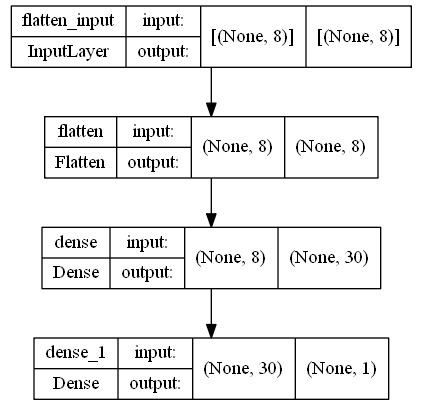 flatten_input input: [(None, 8)] [(None, 8)]
InputLayer output:
flatten input: (None, 8) (None, 8)
Flatten output:
dense input: (None, 8) (None, 30)
Dense output:
dense_1 input: (None, 30) (None, 1)
Dense output: